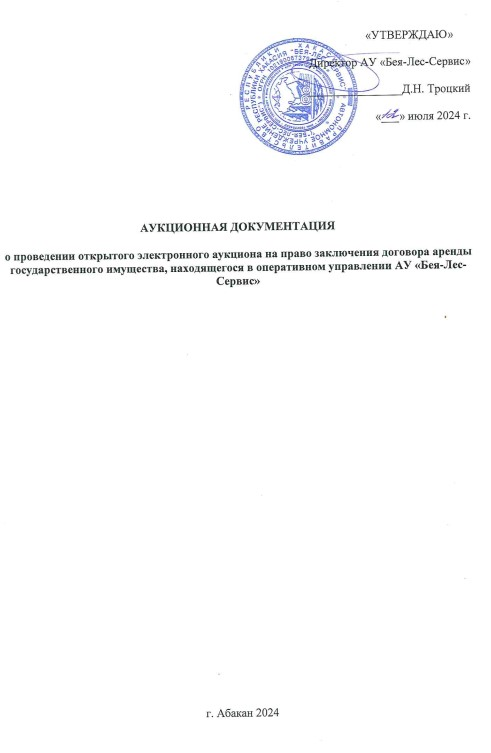 «УТВЕРЖДАЮ»
Директор АУ «Бея-Лес-Сервис»
Д.Н. Троцкий
«12» июля 2024 г.
АУКЦИОННАЯ ДОКУМЕНТАЦИЯ
о проведении открытого электронного аукциона на право заключения договора аренды
государственного имущества, находящегося в оперативном управлении АУ «Бея-Лес-
Сервис»
г. Абакан 2024